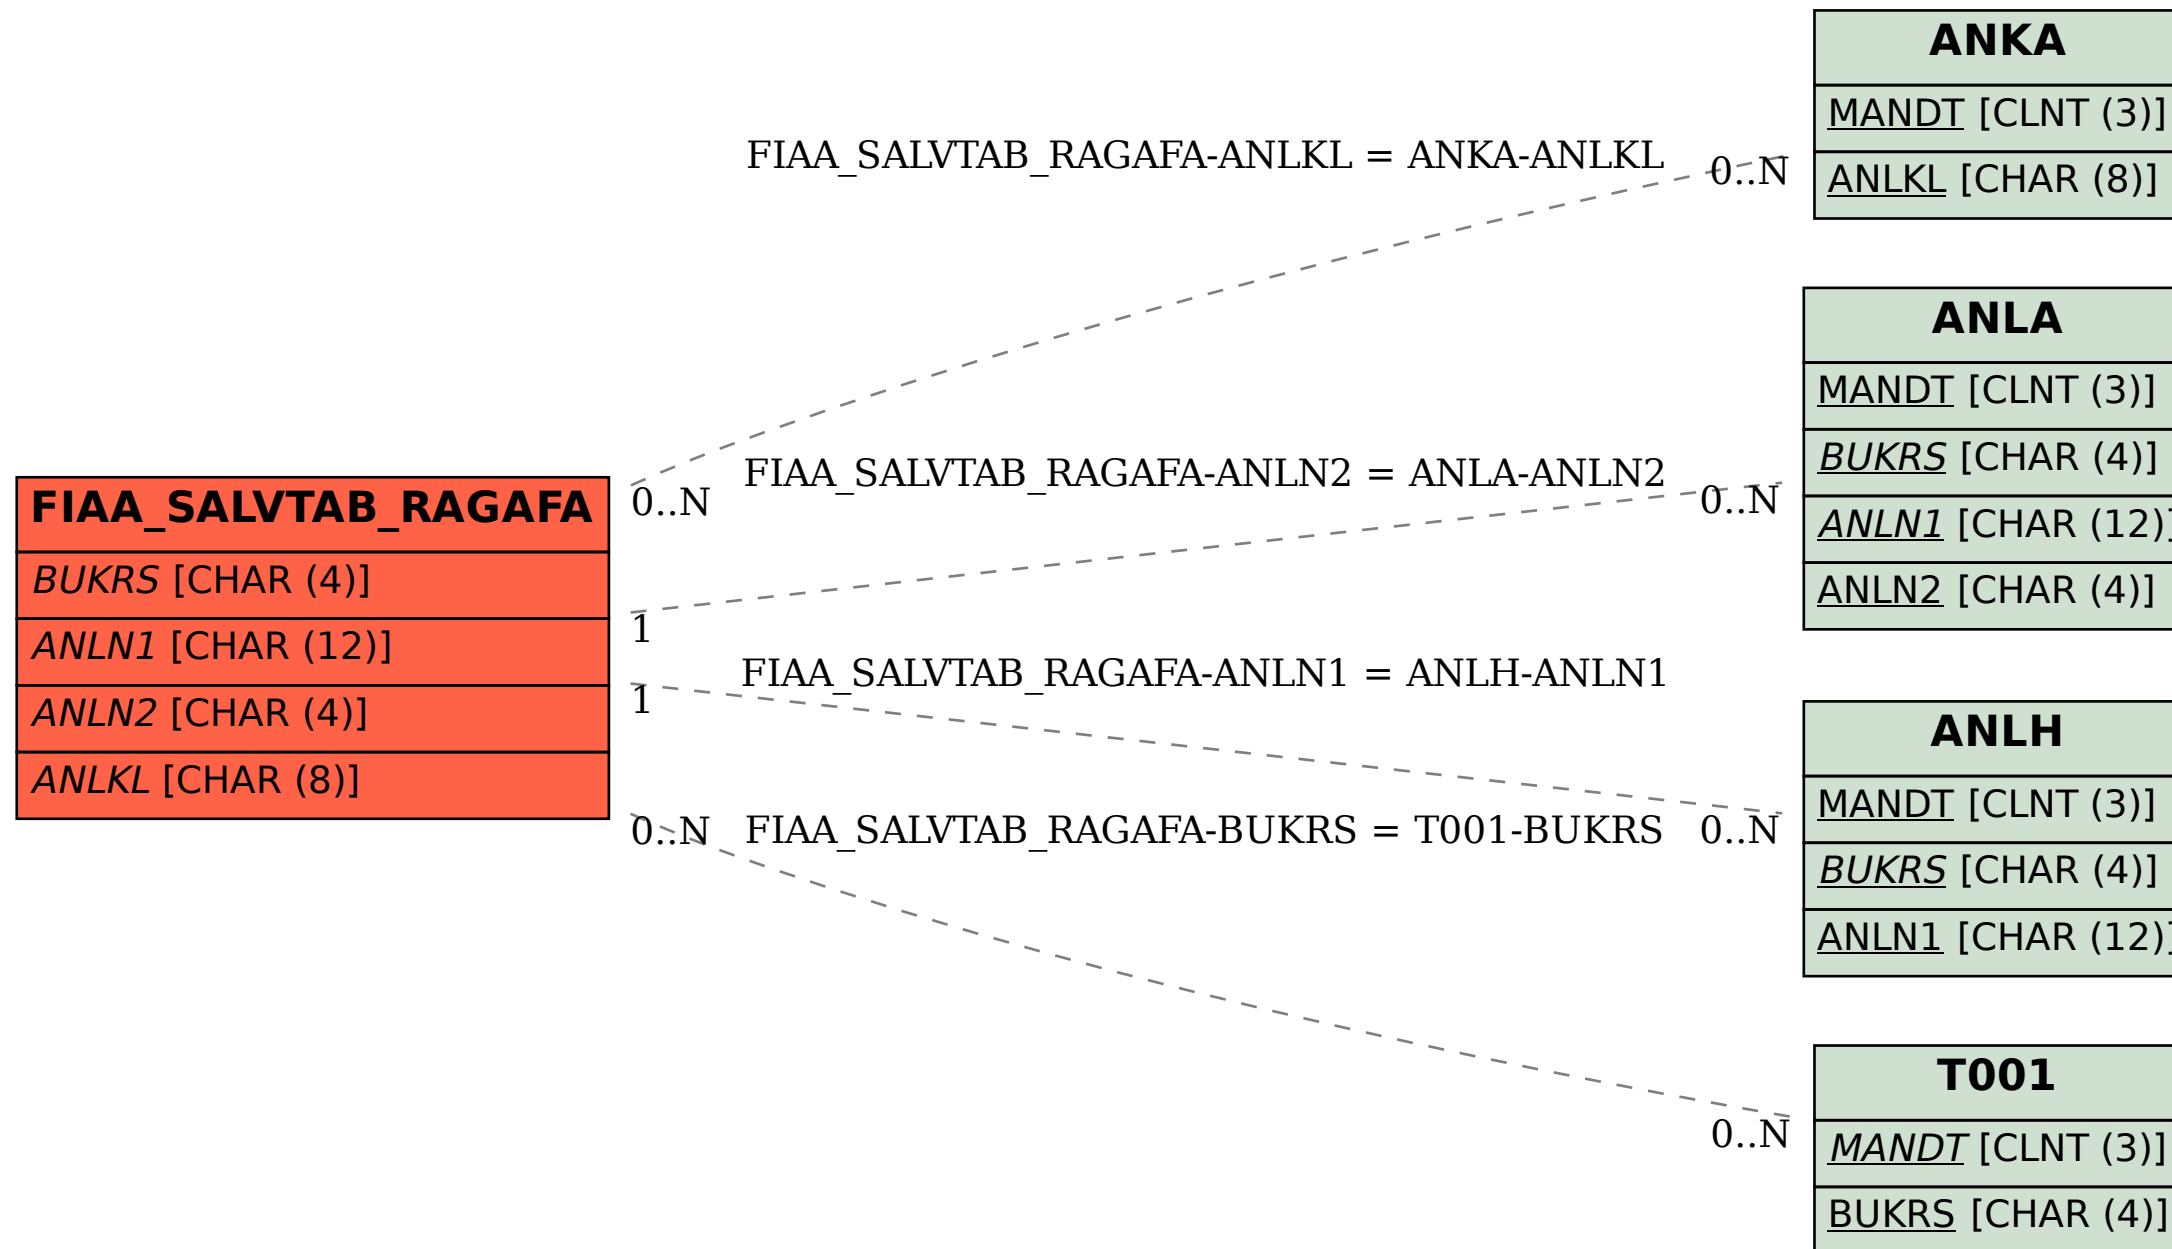 ANKA
MANDT [CLNT (3)]
ANLKL [CHAR (8)]
FIAA_SALVTAB_RAGAFA-ANLKL = ANKA-ANLKL
0..N
ANLA
MANDT [CLNT (3)]
BUKRS [CHAR (4)]
ANLN1 [CHAR (12)]
ANLN2 [CHAR (4)]
FIAA_SALVTAB_RAGAFA-ANLN2 = ANLA-ANLN2
0..N
FIAA_SALVTAB_RAGAFA
BUKRS [CHAR (4)]
ANLN1 [CHAR (12)]
ANLN2 [CHAR (4)]
ANLKL [CHAR (8)]
0..N
1
1
0..N
FIAA_SALVTAB_RAGAFA-ANLN1 = ANLH-ANLN1
FIAA_SALVTAB_RAGAFA-BUKRS = T001-BUKRS
0..N
ANLH
MANDT [CLNT (3)]
BUKRS [CHAR (4)]
ANLN1 [CHAR (12)]
0..N
T001
MANDT [CLNT (3)]
BUKRS [CHAR (4)]